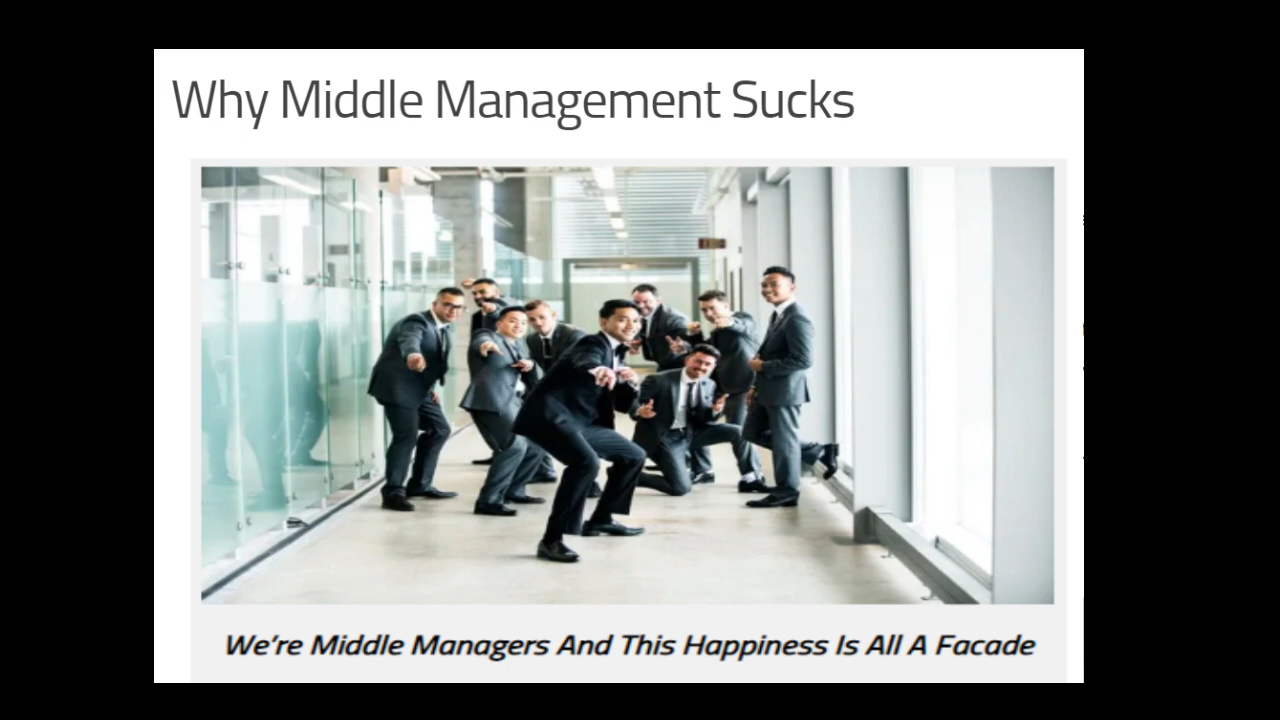 Why Middle Management Sucks
We're Middle Managers And This Happiness Is All A Facade